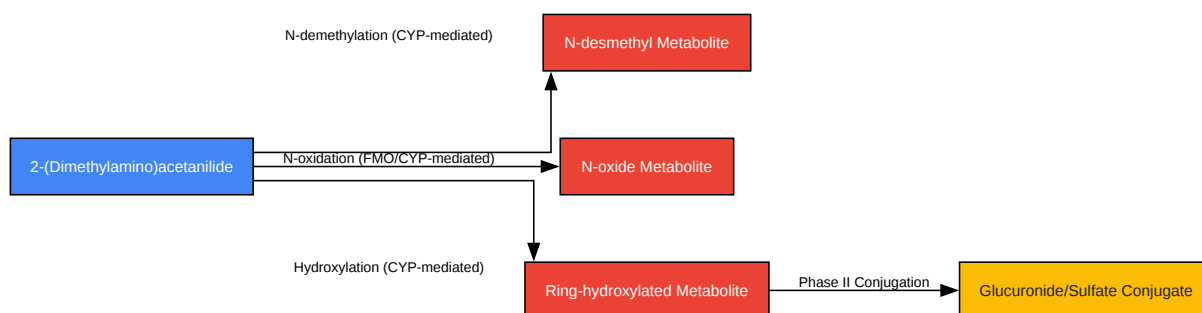 N-demethylation (CYP-mediated)
N-desmethyl Metabolite
2-(Dimethylamino)acetanilide
N-oxidation (FMO/CYP-mediated)
N-oxide Metabolite
Hydroxylation (CYP-mediated)
Ring-hydroxylated Metabolite
Phase II Conjugation
Glucuronide/Sulfate Conjugate